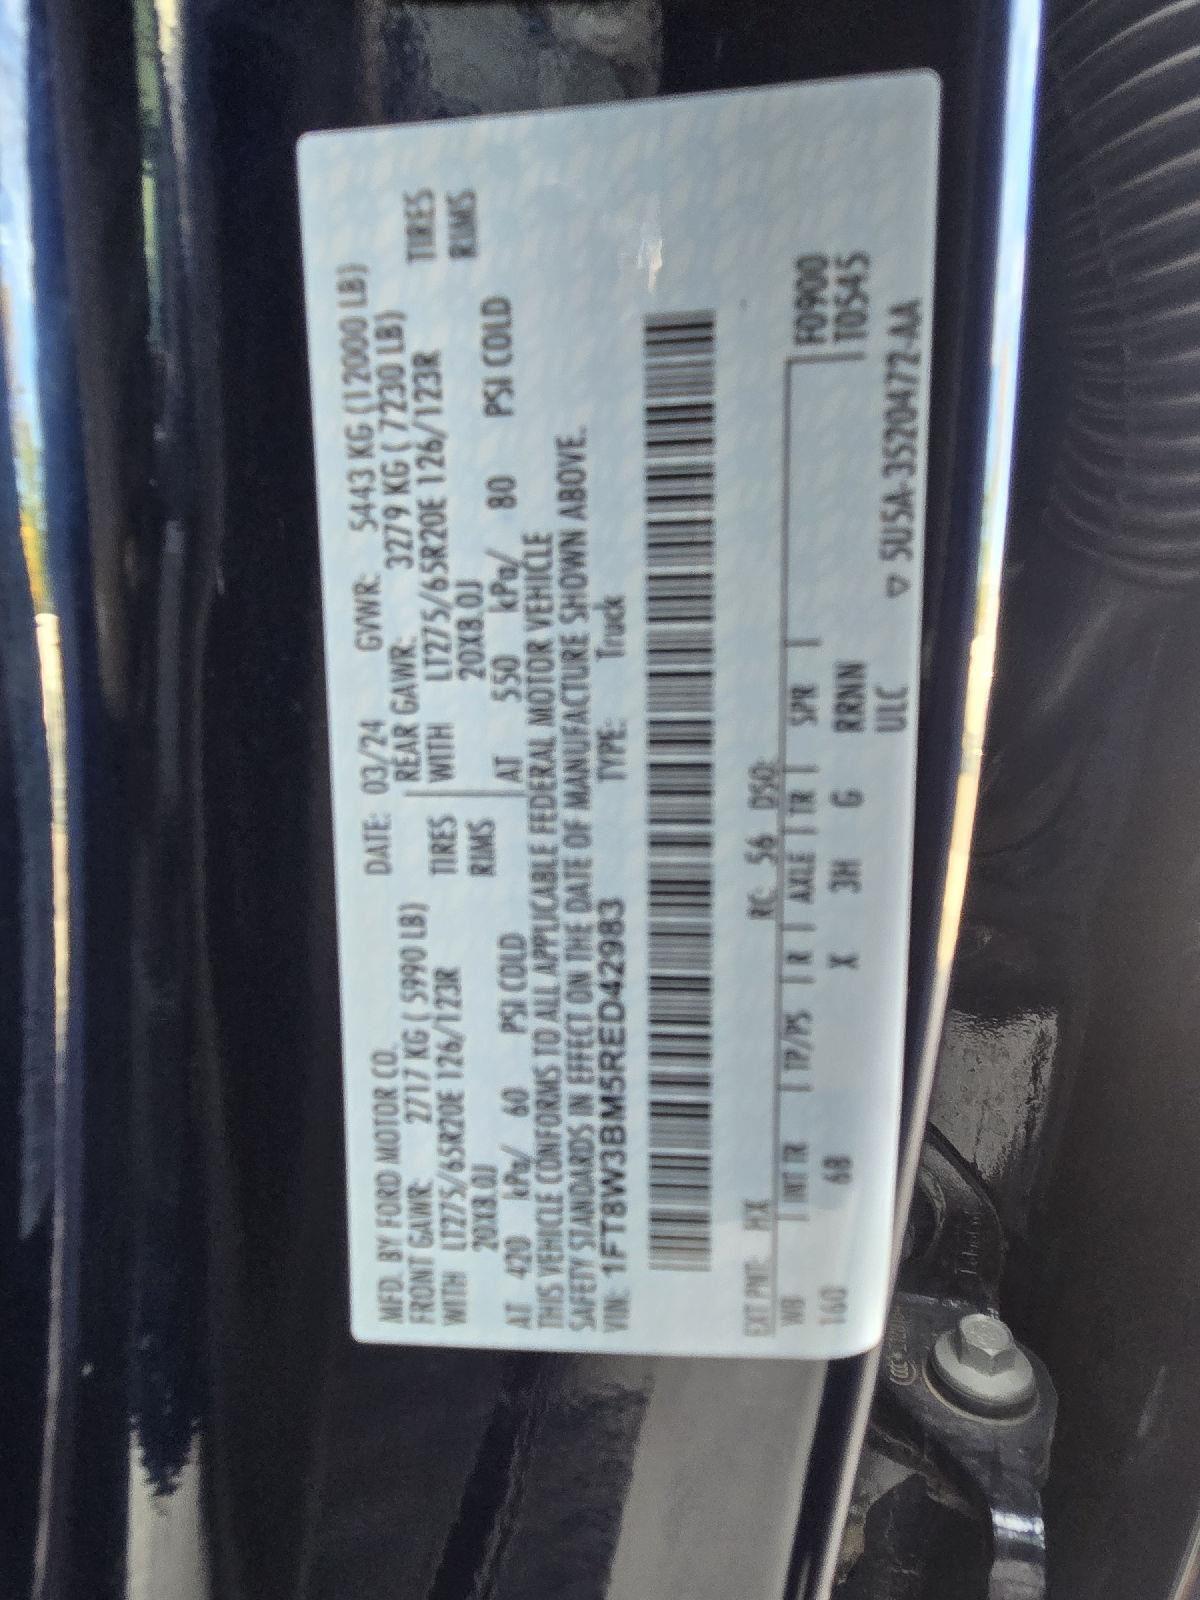 MFD. BY FORD MOTOR CO. DATE: 03/24 GVWR: 5443 KG (12000 LB)
FRONT GAWR: 2717 KG ( 5990 LB) REAR GAWR: 3279 KG ( 7230 LB)
WITH LT275/65R20E 126/123R TIRES WITH LT275/65R20E 126/123R TIRES
20X8.0J RIMS 20X8.0J RIMS
AT 420 kPa/ 60 PSI COLD AT 550 kPa/ 80 PSI COLD
THIS VEHICLE CONFORMS TO ALL APPLICABLE FEDERAL MOTOR VEHICLE
SAFETY STANDARDS IN EFFECT ON THE DATE OF MANUFACTURE SHOWN ABOVE.
VIN: 1FT8W3BM5RED42983 TYPE: Truck
EXT PNT: HX RC: 56 DSO:
WB INT TR TP/PS R AXLE TR SPR F0900
160 6B X 3H G RRNN T0545
ULC ▽ 5U5A-3520472-AA